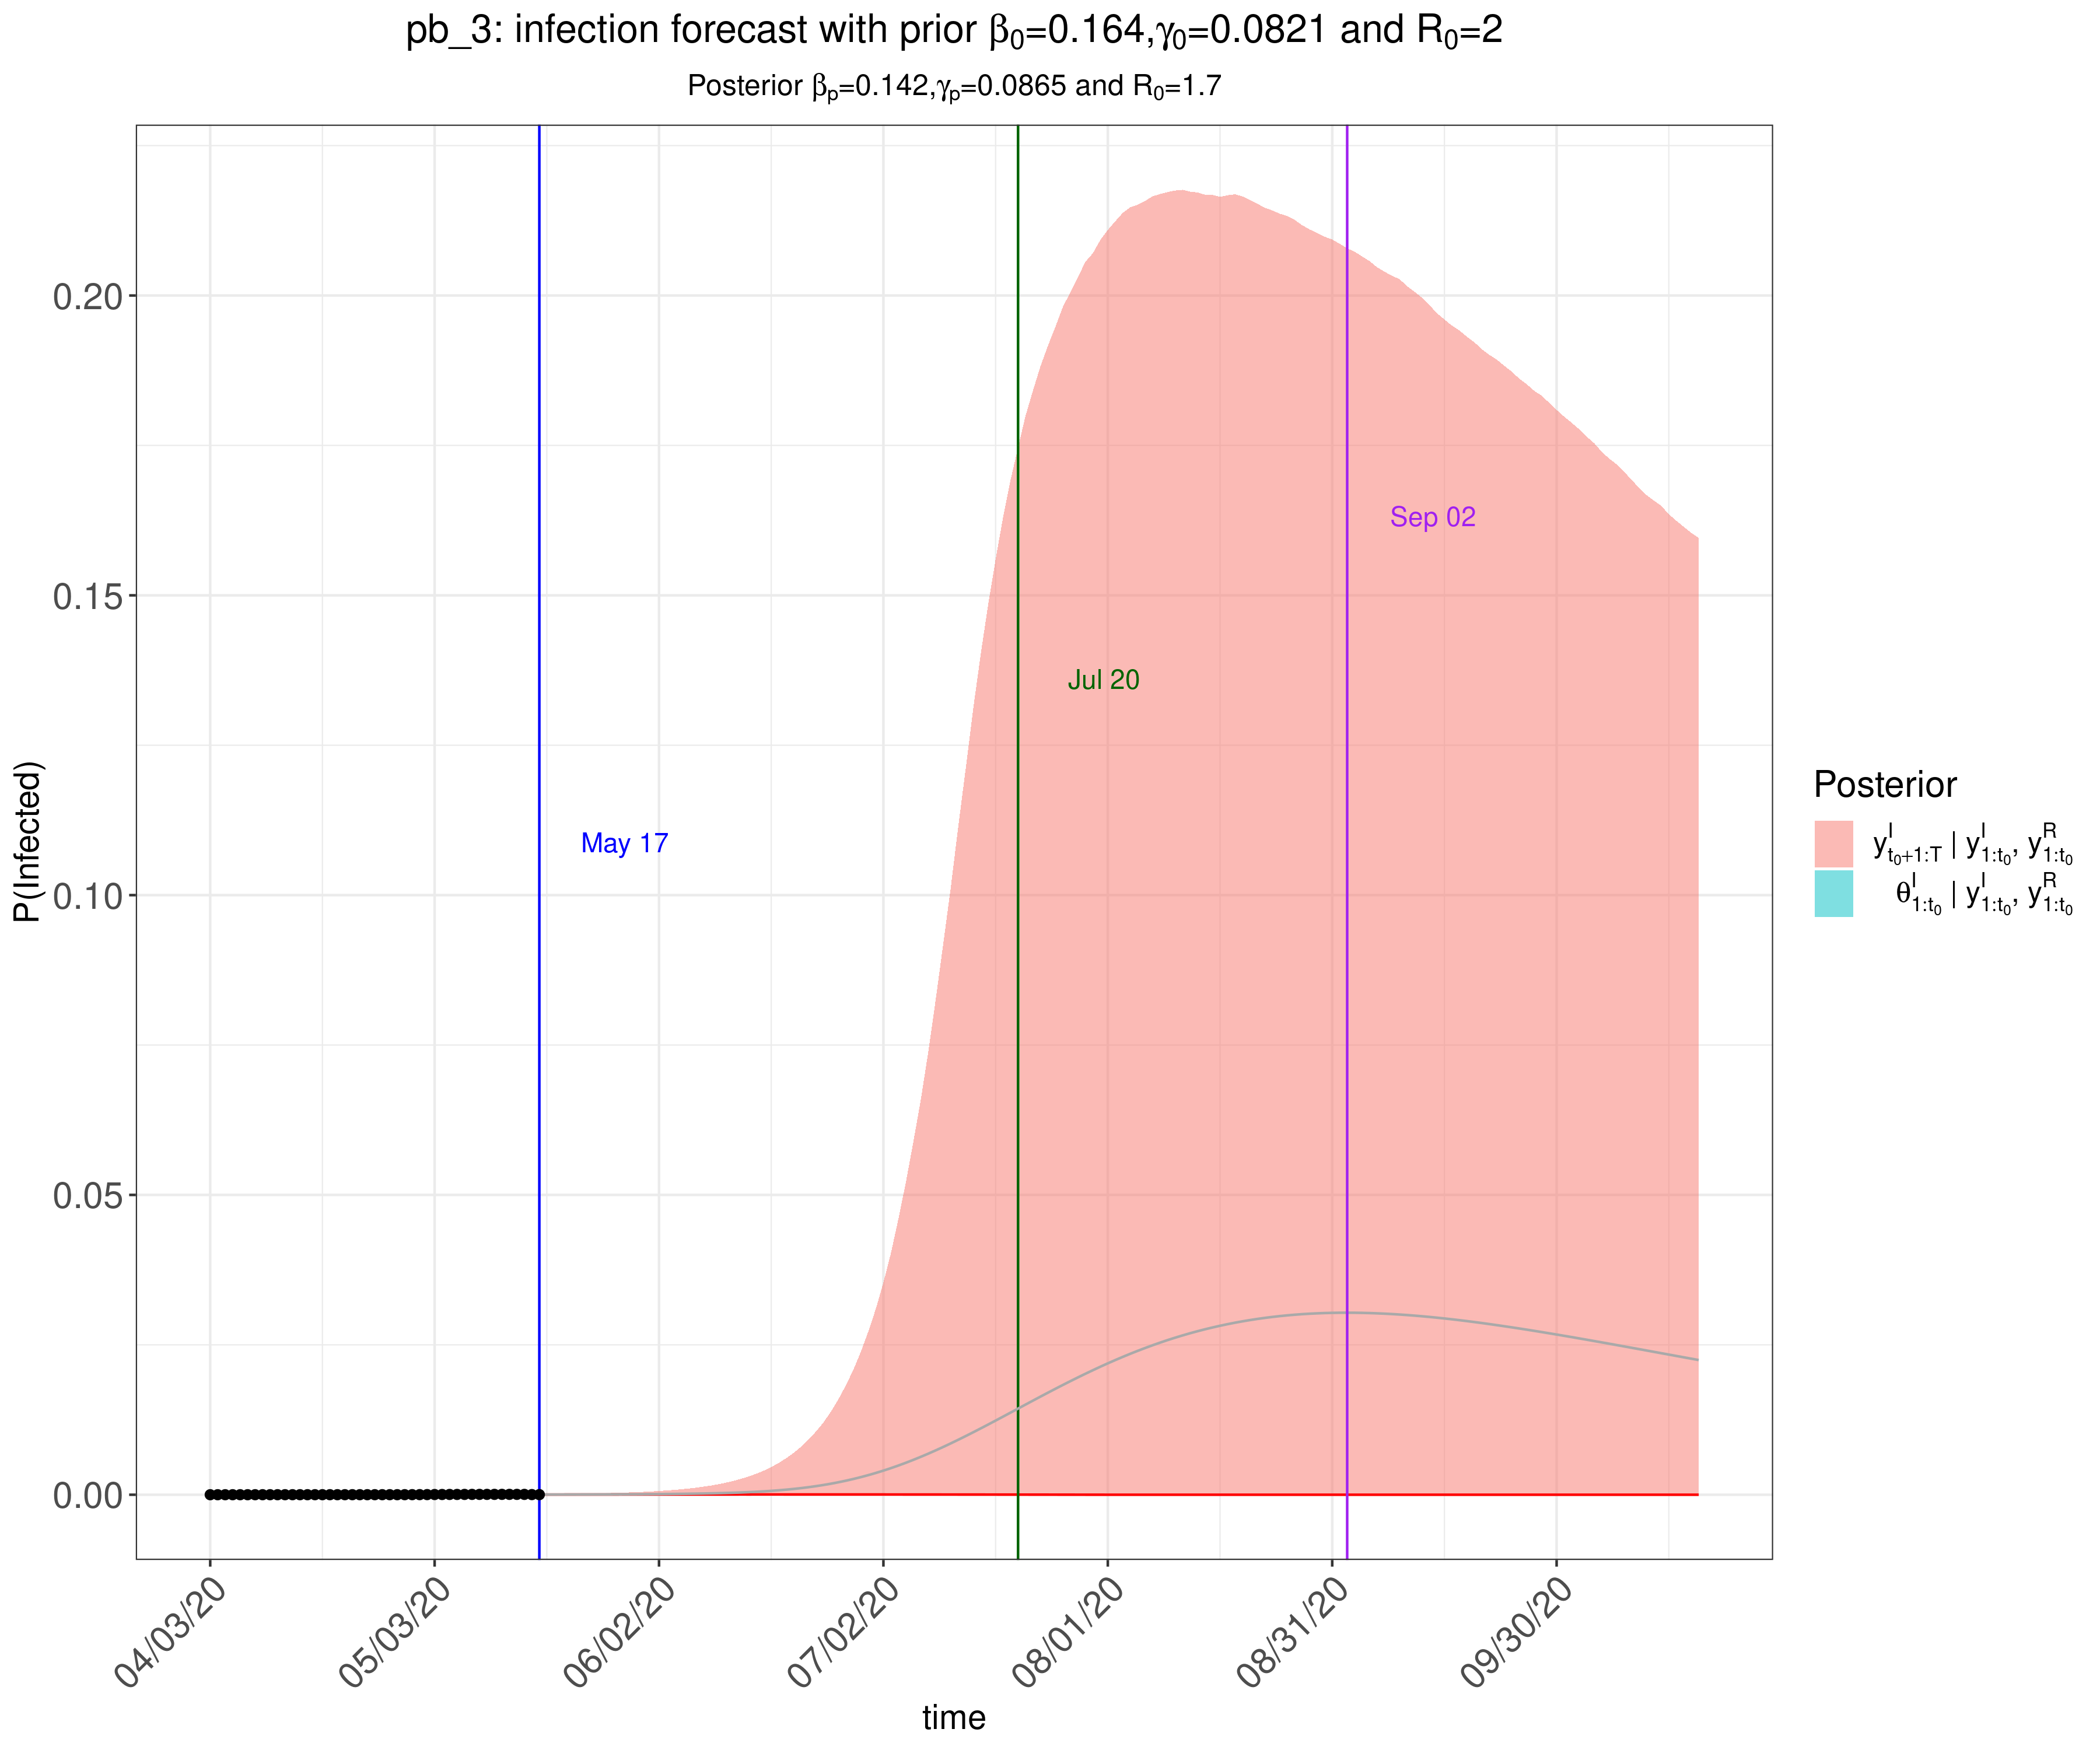 pb_3: infection forecast with prior β₀=0.164,γ₀=0.0821 and R₀=2
Posterior βₚ=0.142,γₚ=0.0865 and R₀=1.7
P(Infected)
0.20
0.15
0.10
0.05
0.00
Sep 02
Jul 20
May 17
Posterior
y^I_{t₀+1:T} | y^I_{1:t₀}, y^R_{1:t₀}
θ^I_{1:t₀} | y^I_{1:t₀}, y^R_{1:t₀}
04/03/20
05/03/20
06/02/20
07/02/20
08/01/20
08/31/20
09/30/20
time